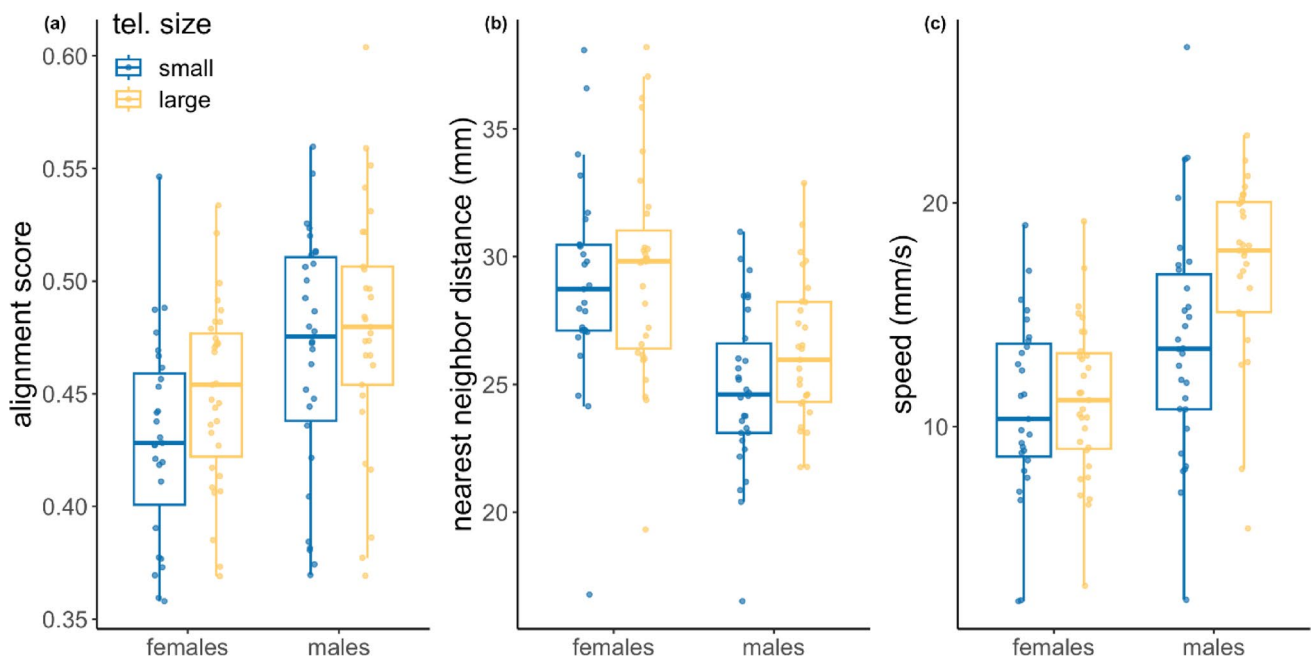 (a)
tel. size
small
large
alignment score
0.60
0.55
0.50
0.45
0.40
0.35
females
males
(b)
nearest neighbor distance (mm)
35
30
25
20
females
males
(c)
speed (mm/s)
20
10
females
males